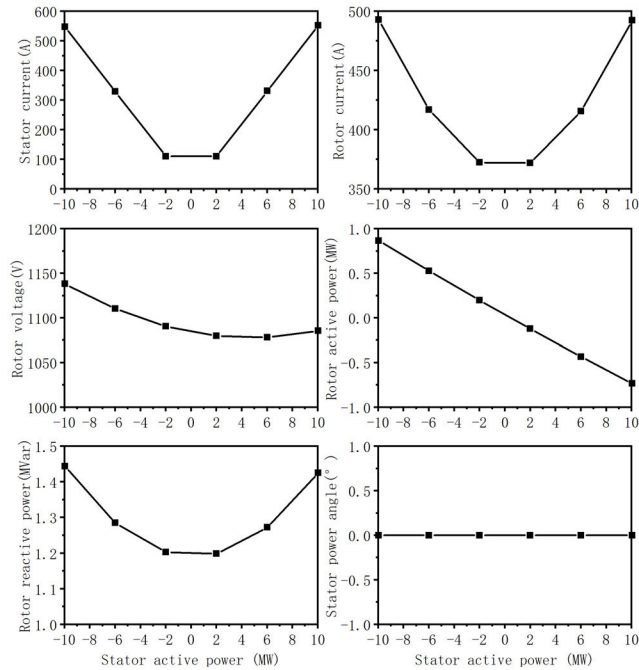 600
500
400
300
200
100
0
Stator current(A)
-10 -8 -6 -4 -2 0 2 4 6 8 10
500
450
400
350
Rotor current(A)
-10 -8 -6 -4 -2 0 2 4 6 8 10
1200
1150
1100
1050
1000
Rotor voltage(V)
-10 -8 -6 -4 -2 0 2 4 6 8 10
1.0
0.5
0.0
-0.5
-1.0
Rotor active power(MW)
-10 -8 -6 -4 -2 0 2 4 6 8 10
1.5
1.4
1.3
1.2
1.1
1.0
Rotor reactive power(MVar)
-10 -8 -6 -4 -2 0 2 4 6 8 10
Stator active power (MW)
1.0
0.5
0.0
-0.5
-1.0
Stator power angle(°)
-10 -8 -6 -4 -2 0 2 4 6 8 10
Stator active power (MW)